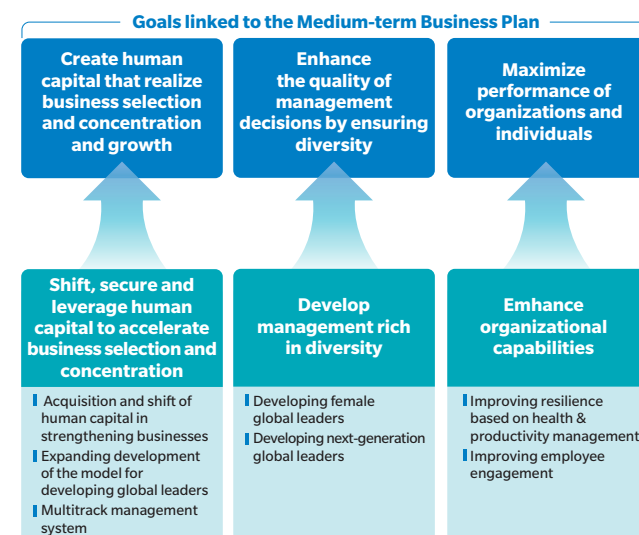 Goals linked to the Medium-term Business Plan
Create human
capital that realize
business selection
and concentration
and growth
Enhance
the quality of
management
decisions by ensuring
diversity
Maximize
performance of
organizations and
individuals
Shift, secure and
leverage human
capital to accelerate
business selection and
concentration
Develop
management rich
in diversity
Emhance
organizational
capabilities
Acquisition and shift of
human capital in
strengthening businesses
Expanding development
of the model for
developing global leaders
Multitrack management
system
Developing female
global leaders
Developing next-generation
global leaders
Improving resilience
based on health &
productivity management
Improving employee
engagement